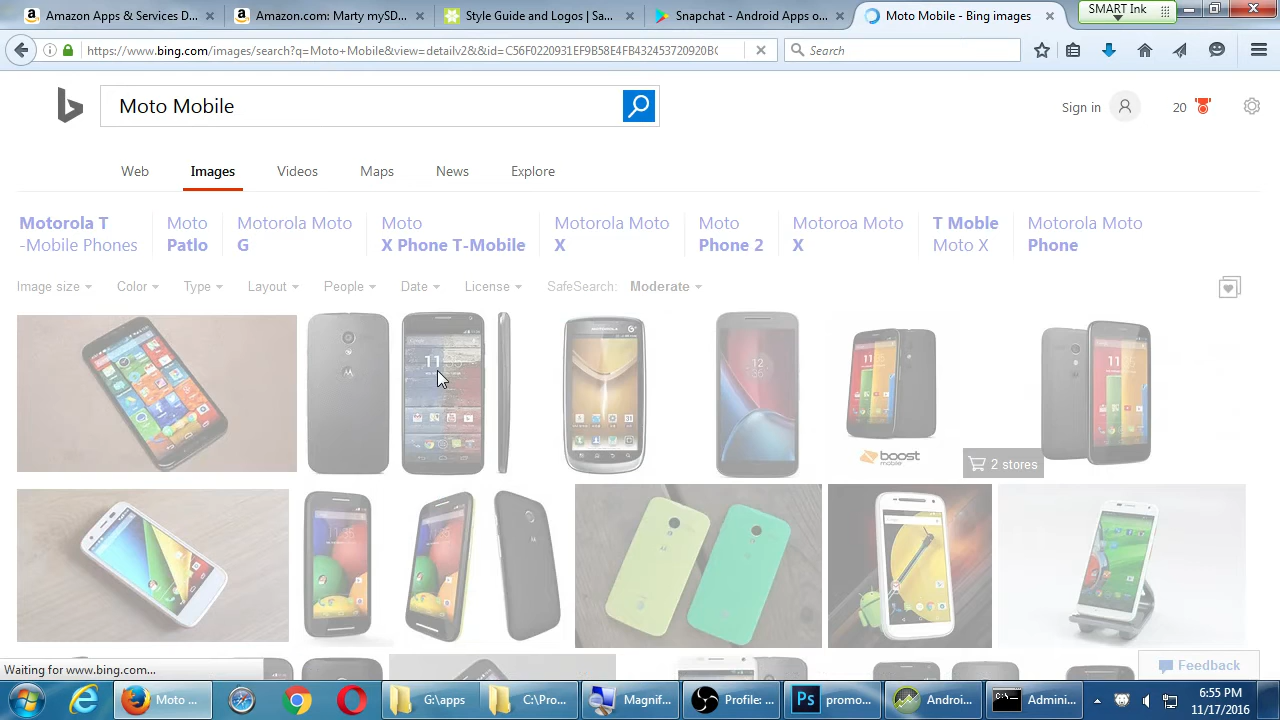 Amazon Apps & Services D...
Amazon.com: Marty mySD...
Style Guide and Logos | Sa...
Snapchat - Android Apps o...
Moto Mobile - Bing images
SMART Ink
https://www.bing.com/images/search?q=Moto+Mobile&view=detailv2&&id=C56F0220931EF9B58E4FB432453720920B
Search
Moto Mobile
Sign in
20
Web
Images
Videos
Maps
News
Explore
Motorola T
-Mobile Phones
Moto
Patlo
Motorola Moto
G
Moto
X Phone T-Mobile
Motorola Moto
X
Moto
Phone 2
Motoroa Moto
X
T Moble
Moto X
Motorola Moto
Phone
Image size
Color
Type
Layout
People
Date
License
SafeSearch:
Moderate
boost
mobile
2 stores
Feedback
Waiting for www.bing.com...
Moto ...
G:\apps
C:\Pro...
Magnif...
Profile: ...
Ps
promo...
Androi...
Admini...
6:55 PM
11/17/2016